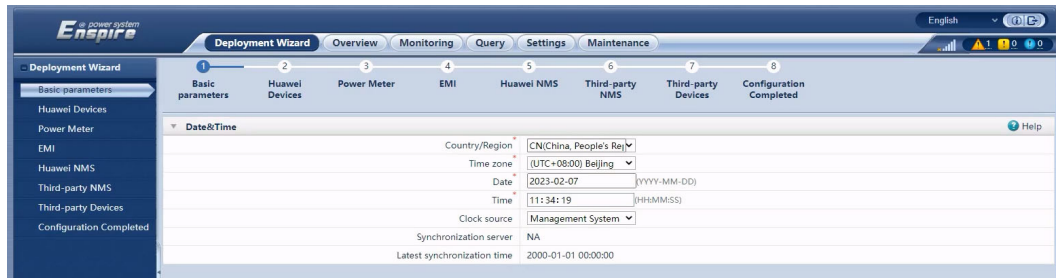 e power system
Enspire
English
Deployment Wizard Overview Monitoring Query Settings Maintenance
1 0 0
Deployment Wizard
Basic parameters
Huawei Devices
Power Meter
EMI
Huawei NMS
Third-party NMS
Third-party Devices
Configuration Completed
1 2 3 4 5 6 7 8
Basic parameters
Huawei Devices
Power Meter
EMI
Huawei NMS
Third-party NMS
Third-party Devices
Configuration Completed
Date&Time
Help
Country/Region* CN(China, People's Rep
Time zone* (UTC+08:00) Beijing
Date* 2023-02-07 (YYYY-MM-DD)
Time* 11:34:19 (HH:MM:SS)
Clock source Management System
Synchronization server NA
Latest synchronization time 2000-01-01 00:00:00